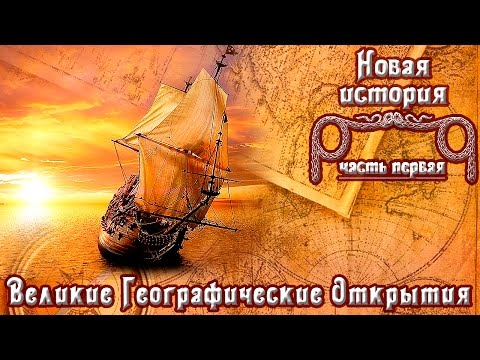 Новая
история
часть первая
Великие Географические Открытия